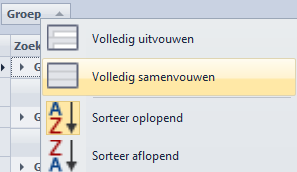 Groep
Zoek
G
Volledig uitvouwen
Volledig samenvouwen
G
Sorteer oplopend
G
Sorteer aflopend